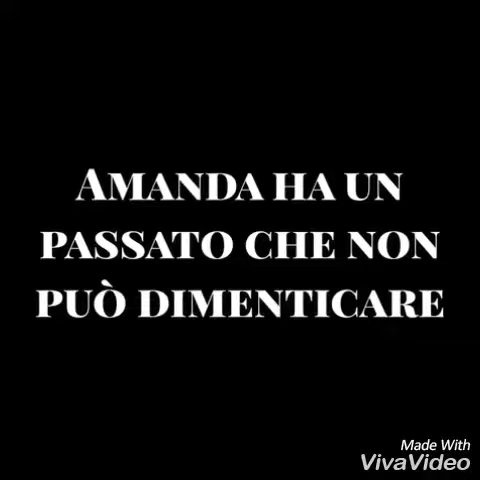 AMANDA HA UN
PASSATO CHE NON
PUÒ DIMENTICARE
Made With
VivaVideo